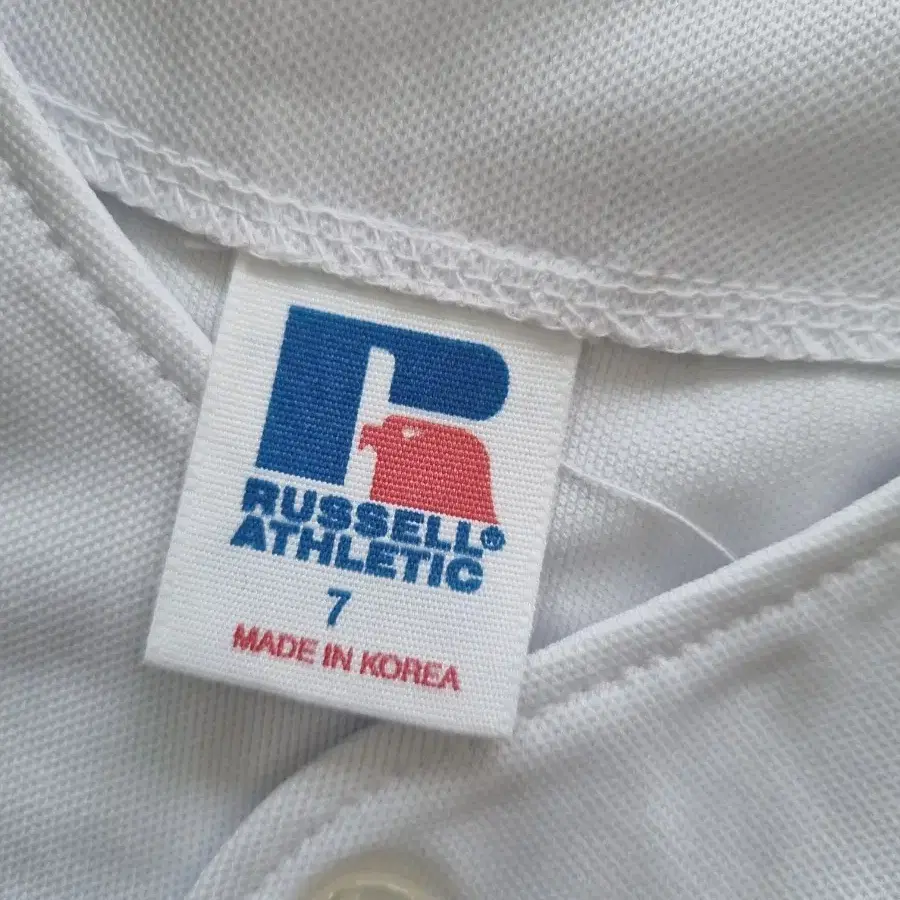 RUSSELL®
ATHLETIC
7
MADE IN KOREA